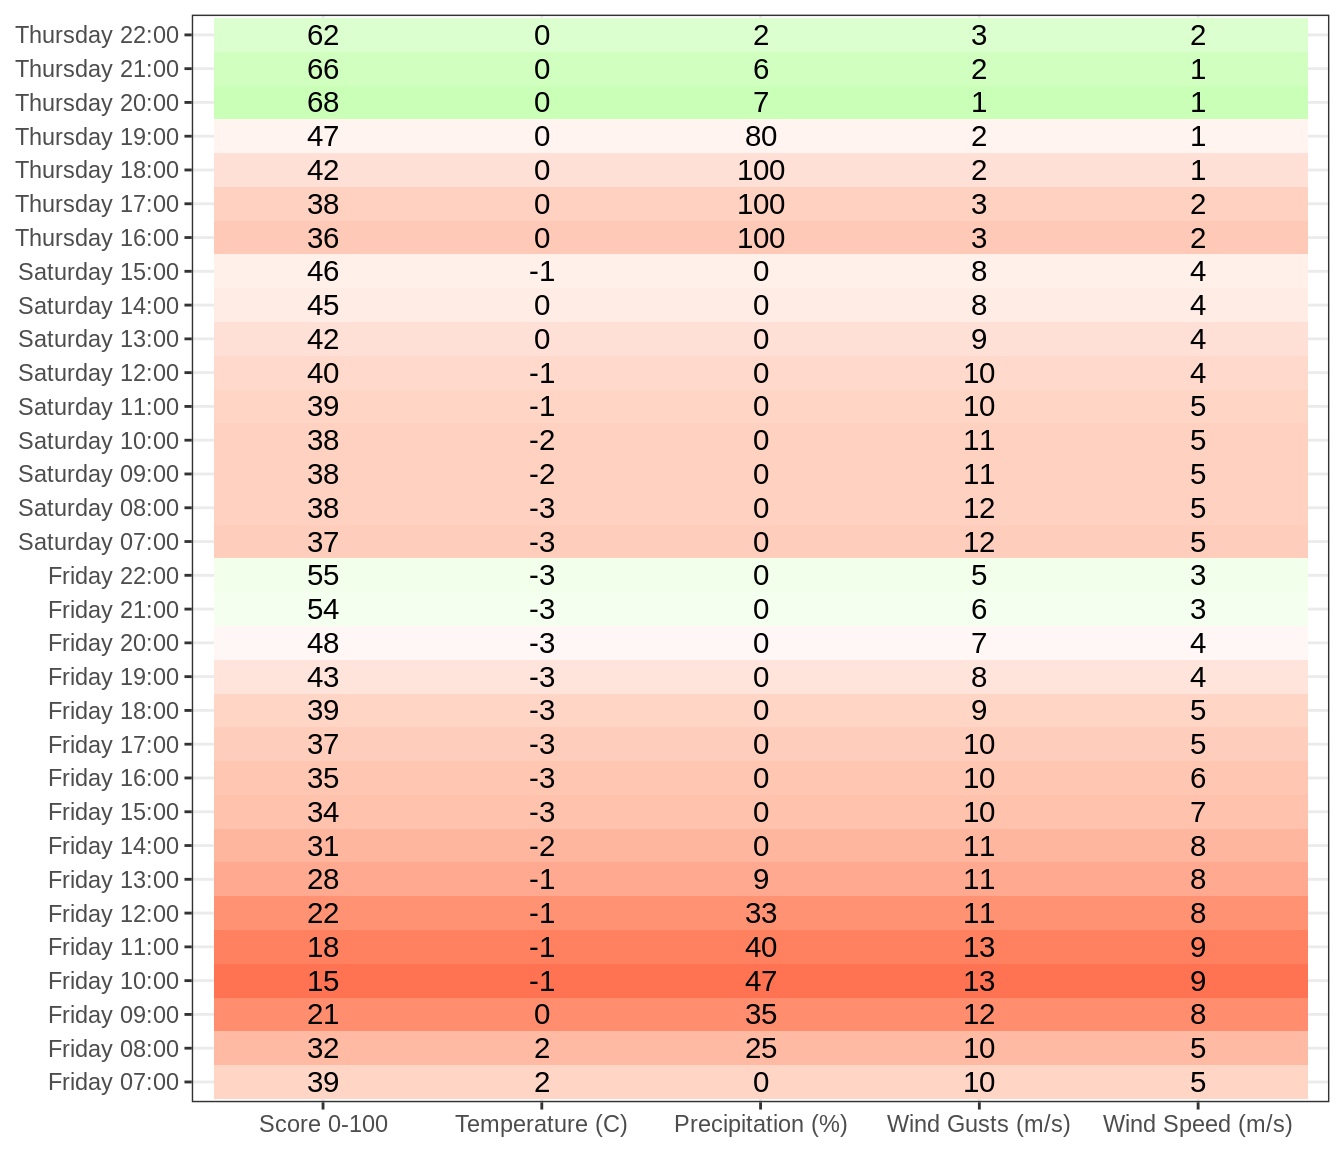 Thursday 22:00 62 0 2 3 2
Thursday 21:00 66 0 6 2 1
Thursday 20:00 68 0 7 1 1
Thursday 19:00 47 0 80 2 1
Thursday 18:00 42 0 100 2 1
Thursday 17:00 38 0 100 3 2
Thursday 16:00 36 0 100 3 2
Saturday 15:00 46 -1 0 8 4
Saturday 14:00 45 0 0 8 4
Saturday 13:00 42 0 0 9 4
Saturday 12:00 40 -1 0 10 4
Saturday 11:00 39 -1 0 10 5
Saturday 10:00 38 -2 0 11 5
Saturday 09:00 38 -2 0 11 5
Saturday 08:00 38 -3 0 12 5
Saturday 07:00 37 -3 0 12 5
Friday 22:00 55 -3 0 5 3
Friday 21:00 54 -3 0 6 3
Friday 20:00 48 -3 0 7 4
Friday 19:00 43 -3 0 8 4
Friday 18:00 39 -3 0 9 5
Friday 17:00 37 -3 0 10 5
Friday 16:00 35 -3 0 10 6
Friday 15:00 34 -3 0 10 7
Friday 14:00 31 -2 0 11 8
Friday 13:00 28 -1 9 11 8
Friday 12:00 22 -1 33 11 8
Friday 11:00 18 -1 40 13 9
Friday 10:00 15 -1 47 13 9
Friday 09:00 21 0 35 12 8
Friday 08:00 32 2 25 10 5
Friday 07:00 39 2 0 10 5
Score 0-100 Temperature (C) Precipitation (%) Wind Gusts (m/s) Wind Speed (m/s)